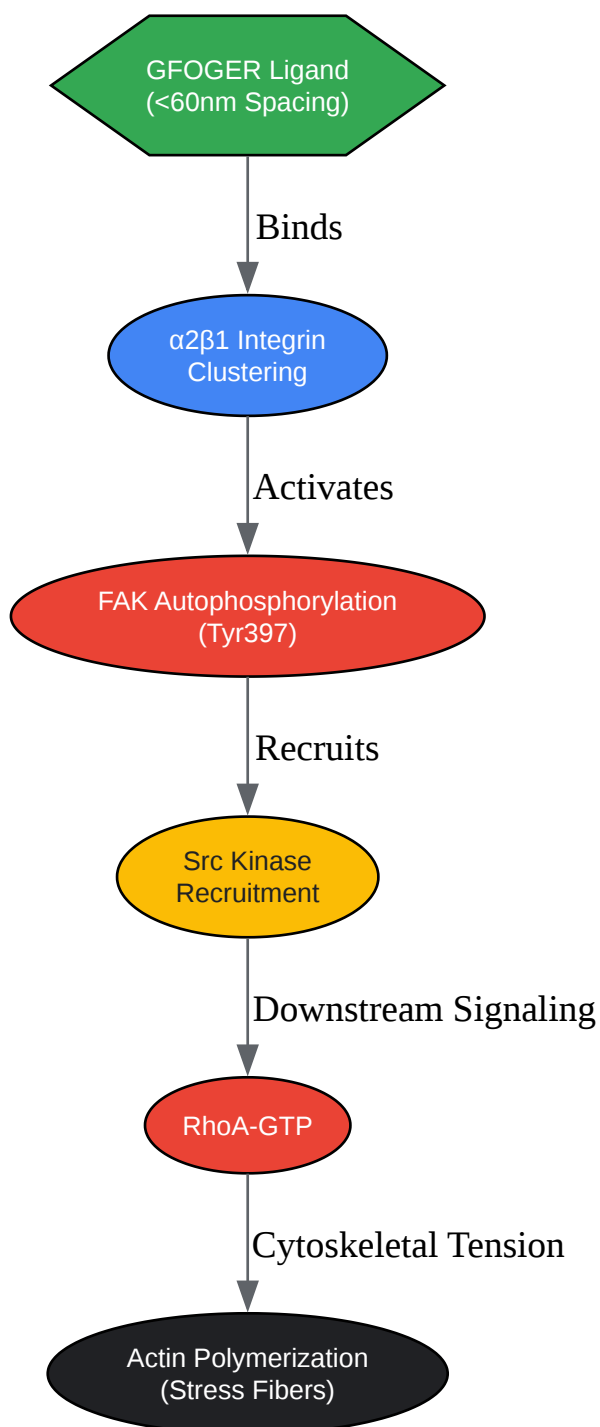 GFOGER Ligand
(<60nm Spacing)
Binds
α2β1 Integrin
Clustering
Activates
FAK Autophosphorylation
(Tyr397)
Recruits
Src Kinase
Recruitment
Downstream Signaling
RhoA-GTP
Cytoskeletal Tension
Actin Polymerization
(Stress Fibers)